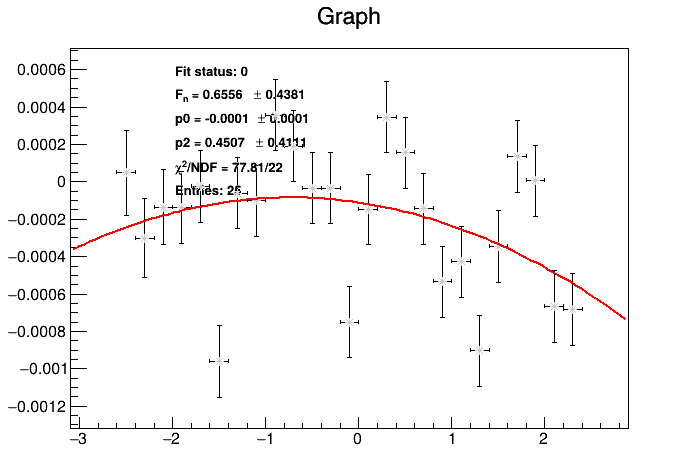 Graph
Fit status: 0
Fn = 0.6556 ± 0.4381
p0 = -0.0001 ± 0.0001
p2 = 0.4507 ± 0.4111
χ²/NDF = 77.81/22
Entries: 25
0.0006
0.0004
0.0002
0
−0.0002
−0.0004
−0.0006
−0.0008
−0.001
−0.0012
−3 −2 −1 0 1 2